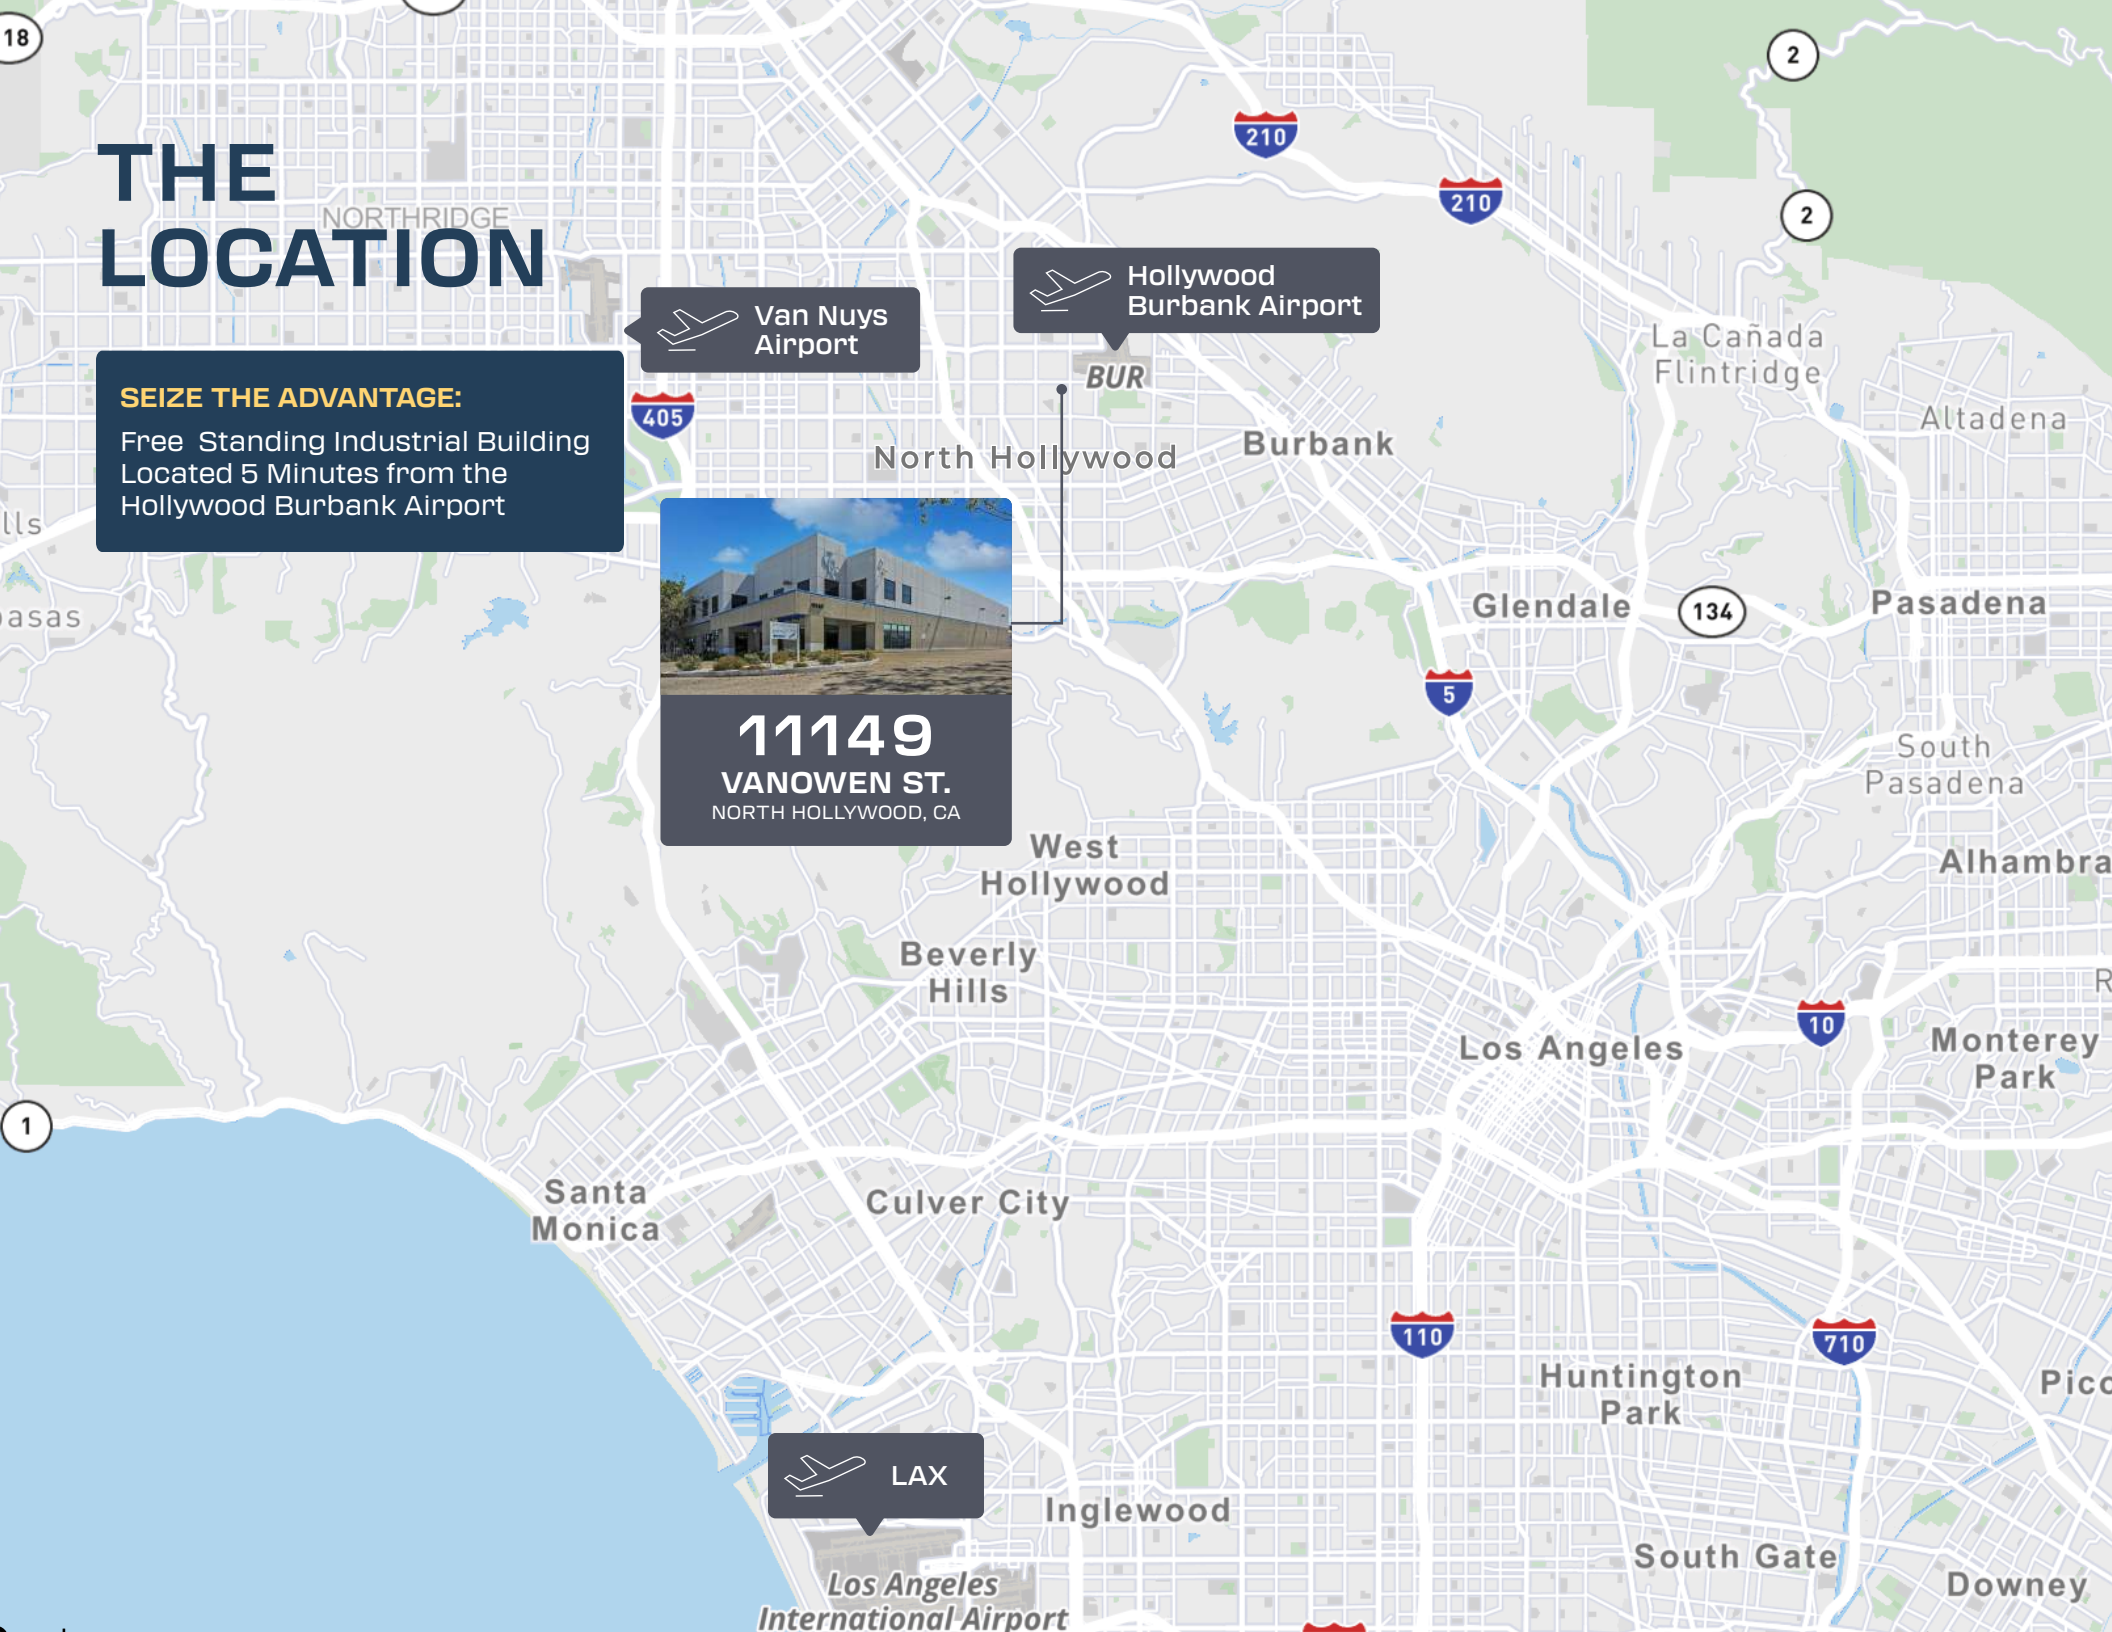 18
2
THE
LOCATION
NORTHRIDGE
210
210
2
Hollywood
Burbank Airport
Van Nuys
Airport
La Cañada
Flintridge
BUR
SEIZE THE ADVANTAGE:
Free  Standing Industrial Building
Located 5 Minutes from the
Hollywood Burbank Airport
405
Altadena
North Hollywood
Burbank
lls
asas
Glendale
134
Pasadena
5
11149
VANOWEN ST.
NORTH HOLLYWOOD, CA
South
Pasadena
West
Hollywood
Alhambra
Beverly
Hills
R
10
Los Angeles
Monterey
Park
1
Santa
Monica
Culver City
110
710
Huntington
Park
Pico
LAX
Inglewood
South Gate
Downey
Los Angeles
International Airport